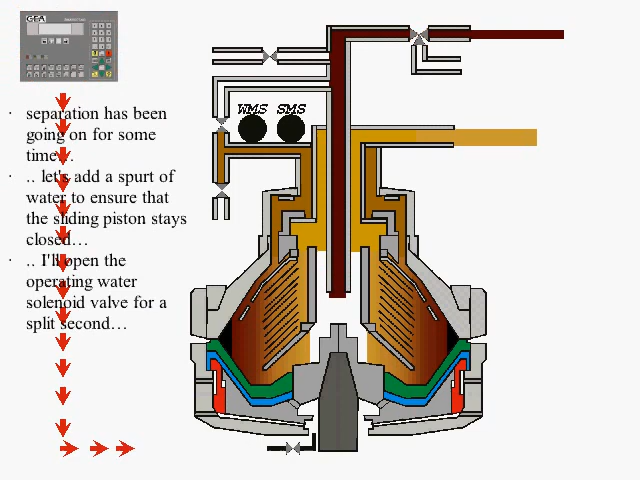 GEA
WMS SMS
· separation has been
going on for some
time…
· .. let's add a spurt of
water to ensure that
the sliding piston stays
closed…
· .. I'll open the
operating water
solenoid valve for a
split second…